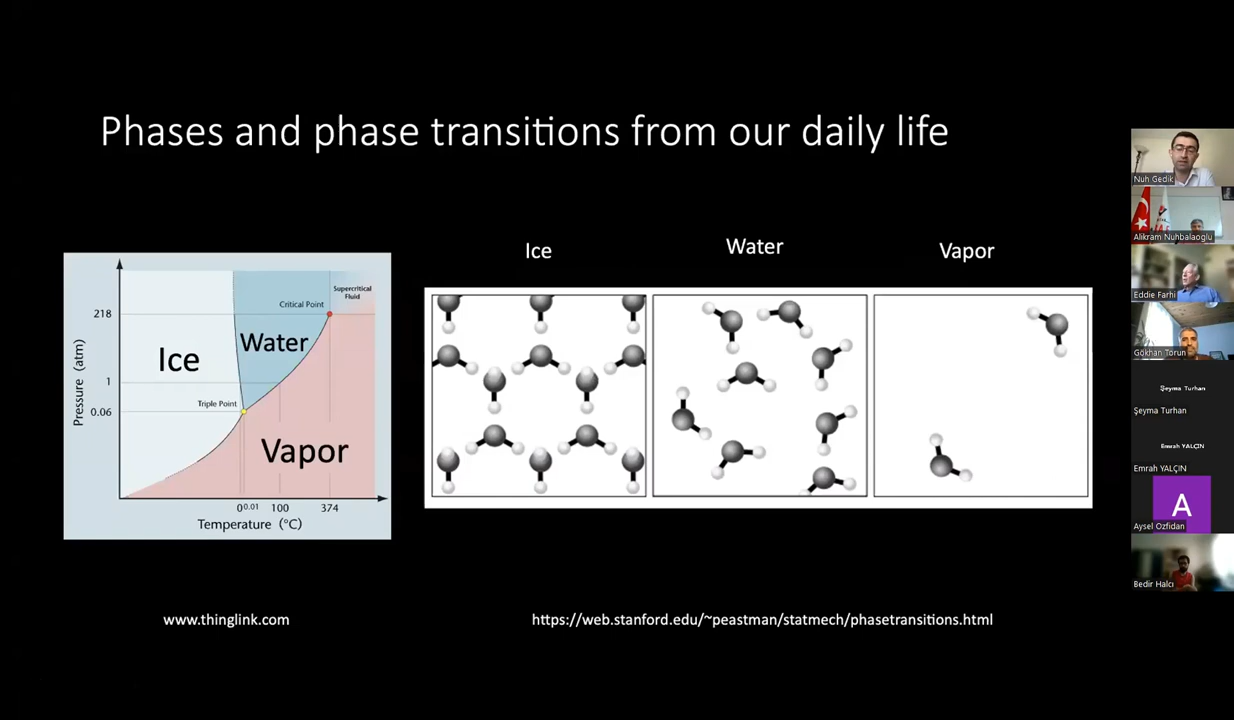 Phases and phase transitions from our daily life
Ice
Water
Vapor
Pressure (atm)
218
1
0.06
Ice
Water
Vapor
Critical Point
Supercritical
Fluid
Triple Point
0
0.01
100
374
Temperature (°C)
www.thinglink.com
https://web.stanford.edu/~peastman/statmech/phasetransitions.html
Nuh Gedik
Alikram Nuhbalaoglu
Eddie Farhi
Gökhan Torun
Şeyma Turhan
Şeyma Turhan
Emrah YALÇIN
Emrah YALÇIN
A
Aysel Ozfidan
Bedir Halcı